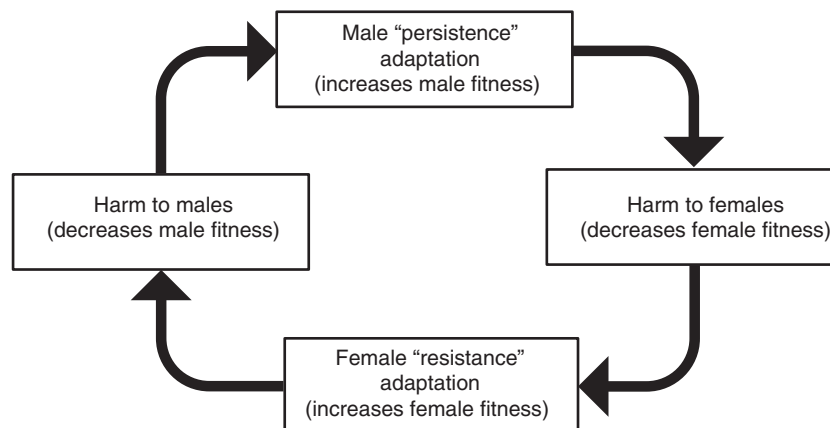 Male “persistence”
adaptation
(increases male fitness)
Harm to males
(decreases male fitness)
Harm to females
(decreases female fitness)
Female “resistance”
adaptation
(increases female fitness)